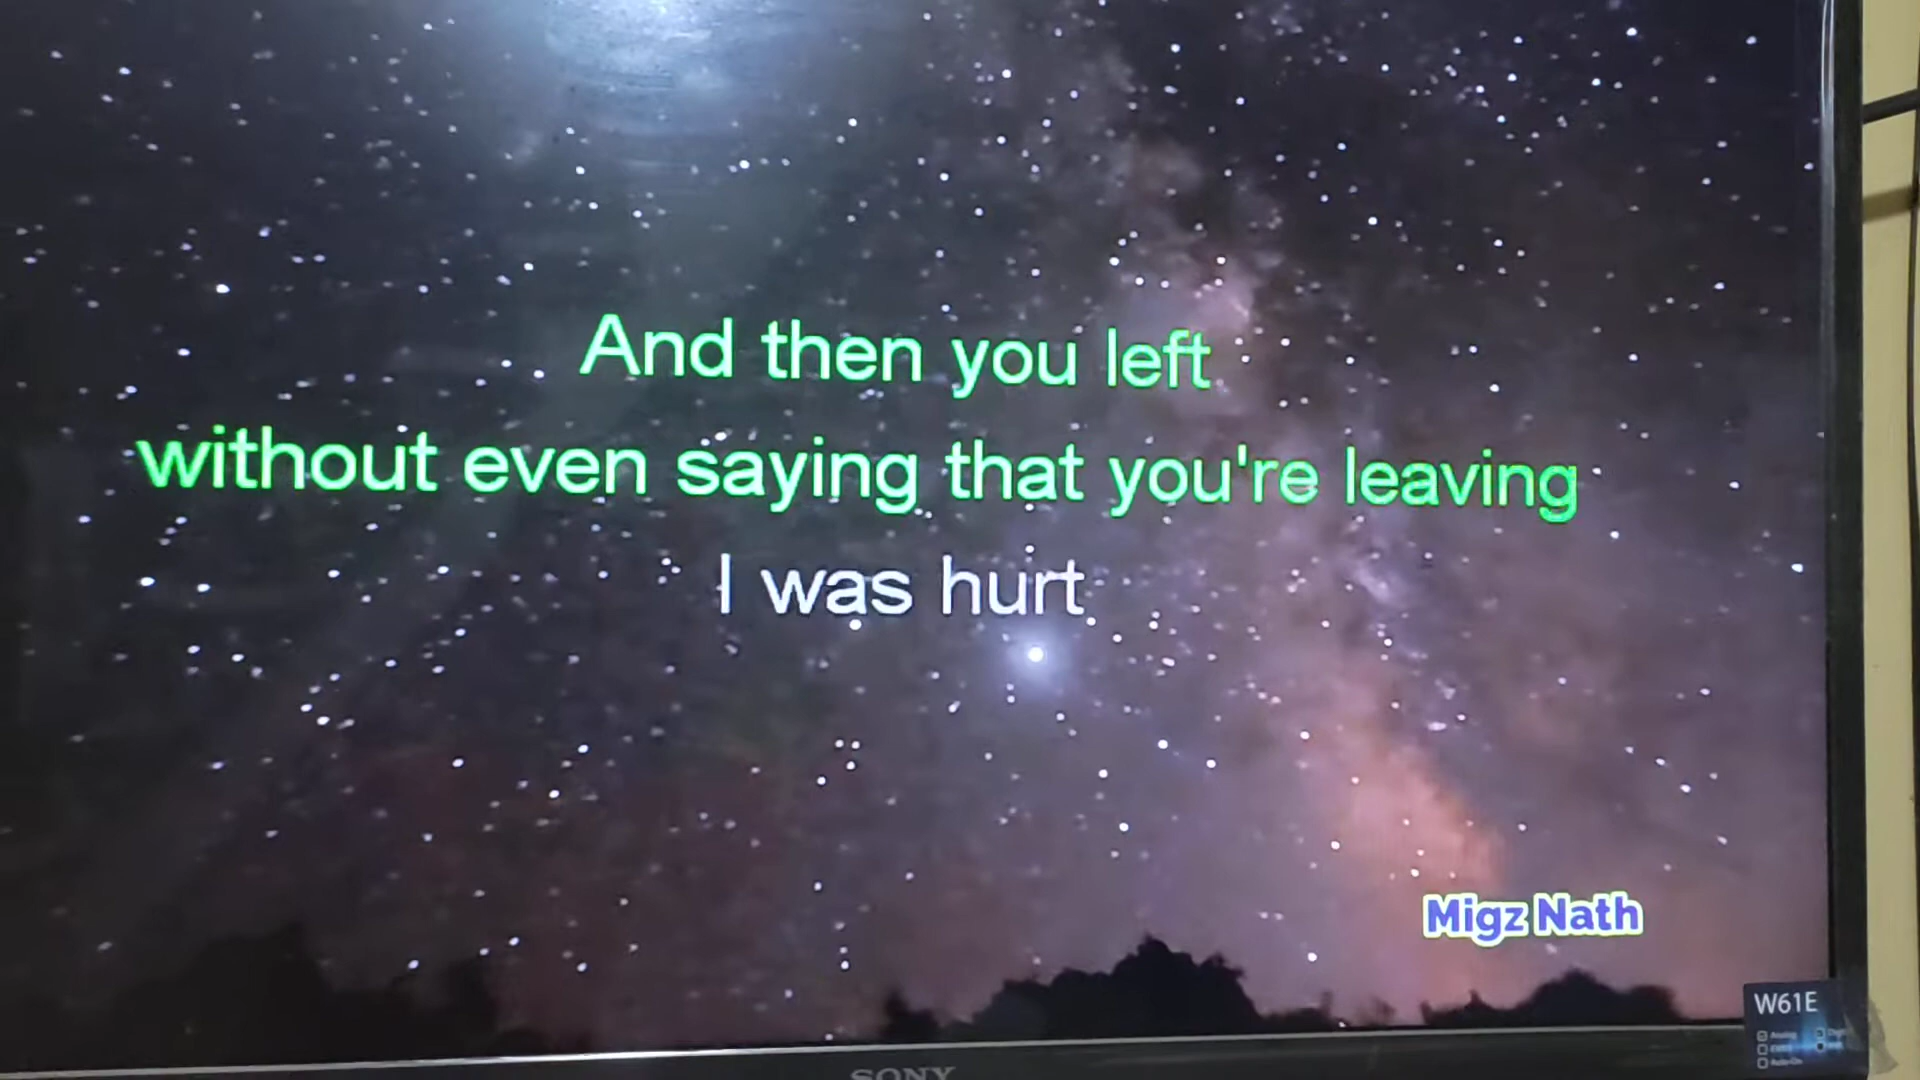 And then you left
without even saying that you're leaving
I was hurt
Migz Nath
W61E
SONY